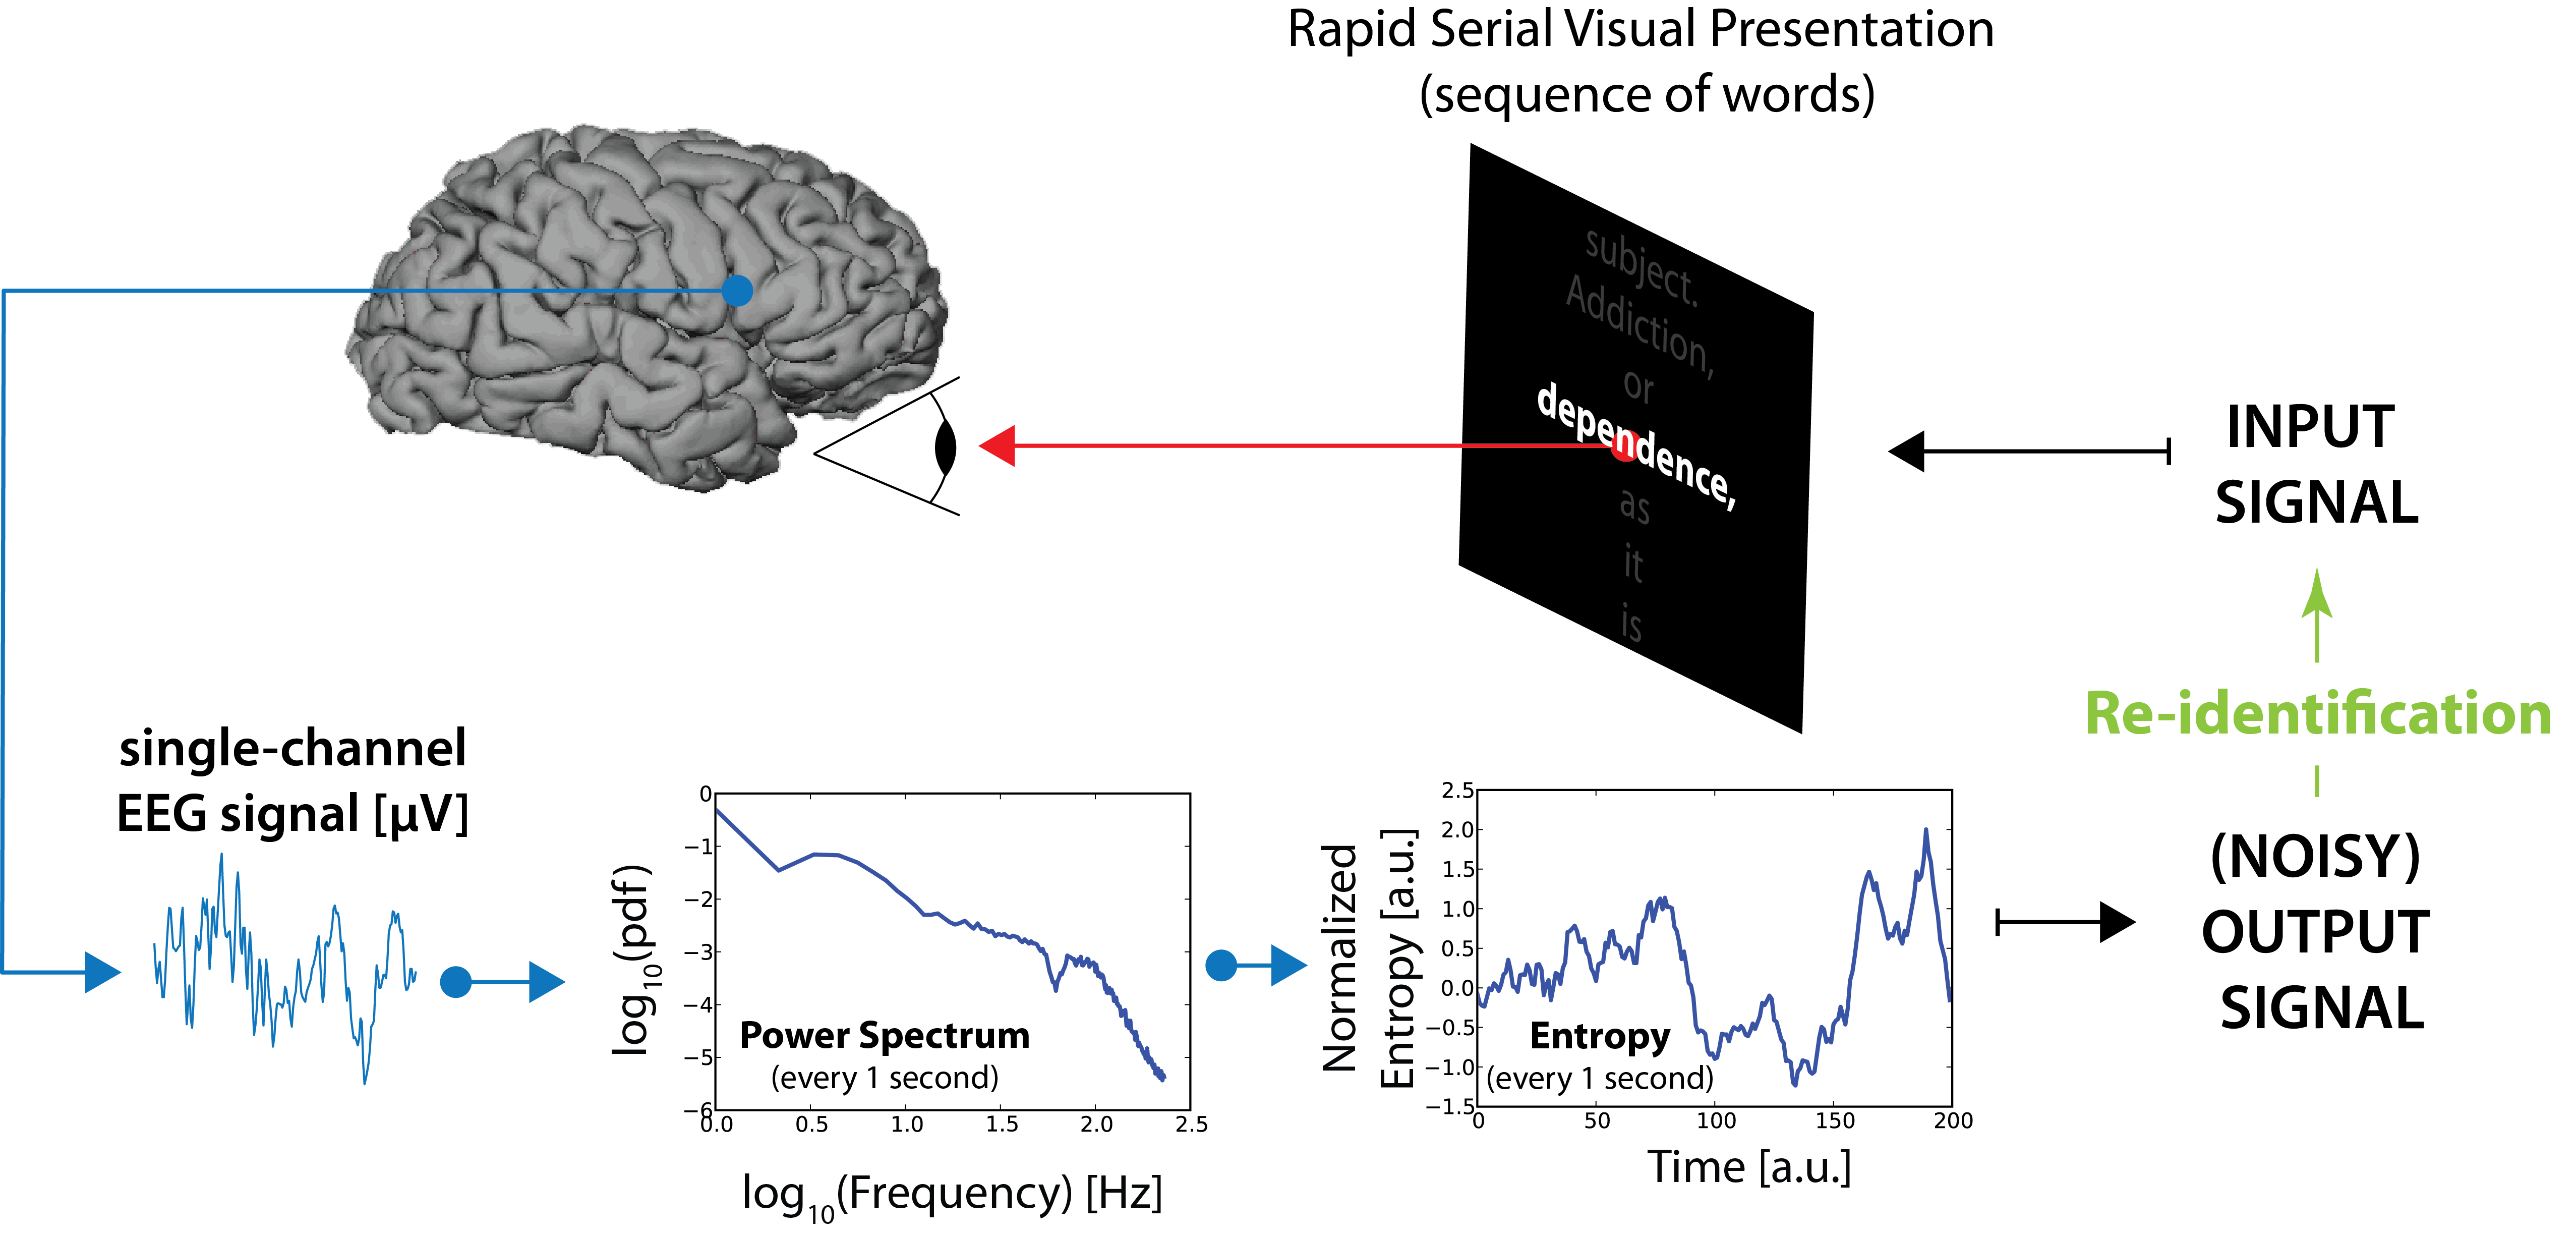 Rapid Serial Visual Presentation
(sequence of words)
subject.
Addiction,
or
dependence,
as
it
is
INPUT
SIGNAL
Re-identification
(NOISY)
OUTPUT
SIGNAL
single-channel
EEG signal [µV]
log10(pdf)
0
−1
−2
−3
−4
−5
−6
Power Spectrum
(every 1 second)
0.0 0.5 1.0 1.5 2.0 2.5
log10(Frequency) [Hz]
Normalized
Entropy [a.u.]
2.5
2.0
1.5
1.0
0.5
0.0
−0.5
−1.0
−1.5
Entropy
(every 1 second)
0 50 100 150 200
Time [a.u.]